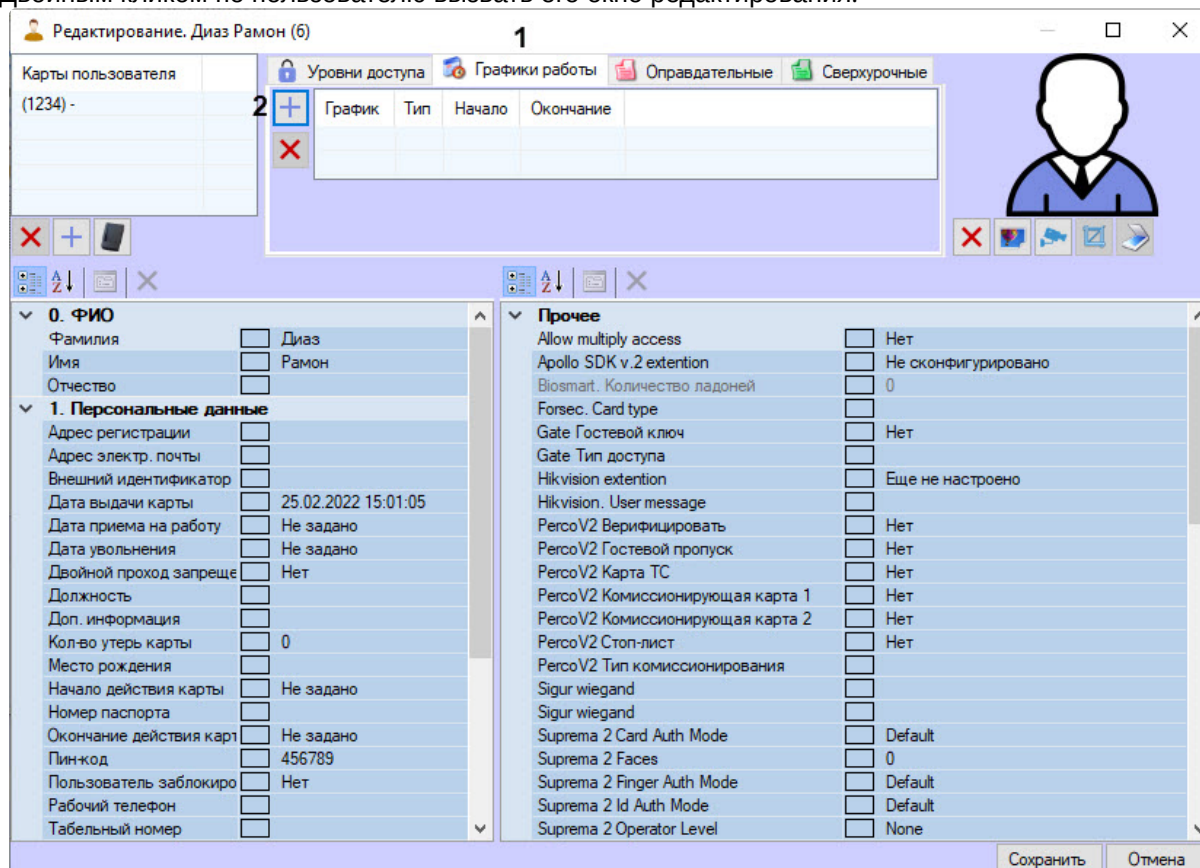 двойным кликом по пользователю вызвать его окно редактирования.
Редактирование. Диаз Рамон (6)
1
Карты пользователя
(1234) -
Уровни доступа
Графики работы
Оправдательные
Сверхурочные
2
График Тип Начало Окончание
0. ФИО
Фамилия Диаз
Имя Рамон
Отчество
1. Персональные данные
Адрес регистрации
Адрес электр. почты
Внешний идентификатор
Дата выдачи карты 25.02.2022 15:01:05
Дата приема на работу Не задано
Дата увольнения Не задано
Двойной проход запреще Нет
Должность
Доп. информация
Кол-во утерь карты 0
Место рождения
Начало действия карты Не задано
Номер паспорта
Окончание действия карт Не задано
Пин-код 456789
Пользователь заблокиро Нет
Рабочий телефон
Табельный номер
Прочее
Allow multiply access Нет
Apollo SDK v.2 extention Не сконфигурировано
Biosmart. Количество ладоней 0
Forsec. Card type
Gate Гостевой ключ Нет
Gate Тип доступа
Hikvision extention Еще не настроено
Hikvision. User message
PercoV2 Верифицировать Нет
PercoV2 Гостевой пропуск Нет
PercoV2 Карта ТС Нет
PercoV2 Комиссионирующая карта 1 Нет
PercoV2 Комиссионирующая карта 2 Нет
PercoV2 Стоп-лист Нет
PercoV2 Тип комиссионирования
Sigur wiegand
Sigur wiegand
Suprema 2 Card Auth Mode Default
Suprema 2 Faces 0
Suprema 2 Finger Auth Mode Default
Suprema 2 Id Auth Mode Default
Suprema 2 Operator Level None
Сохранить Отмена